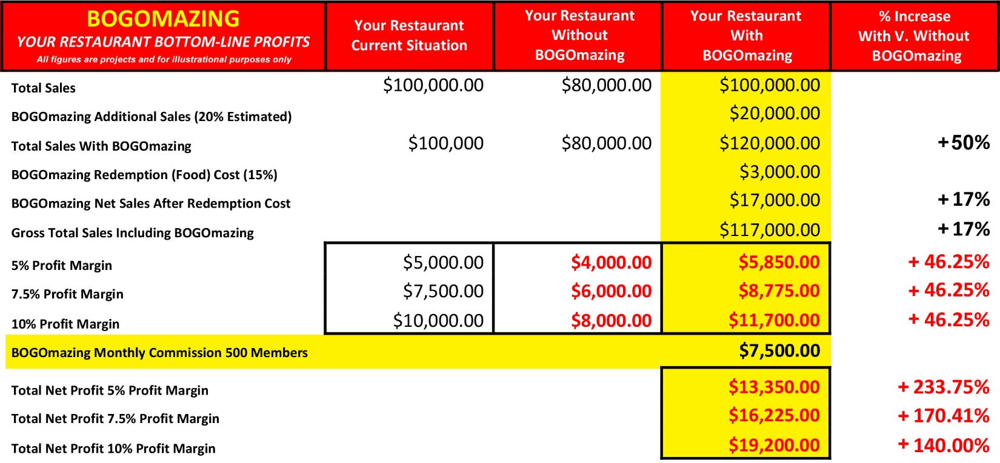 BOGOMAZING
YOUR RESTAURANT BOTTOM-LINE PROFITS
All figures are projects and for illustrational purposes only
Your Restaurant
Current Situation
Your Restaurant
Without
BOGOmazing
Your Restaurant
With
BOGOmazing
% Increase
With V. Without
BOGOmazing
Total Sales $100,000.00 $80,000.00 $100,000.00
BOGOmazing Additional Sales (20% Estimated) $20,000.00
Total Sales With BOGOmazing $100,000 $80,000.00 $120,000.00 +50%
BOGOmazing Redemption (Food) Cost (15%) $3,000.00
BOGOmazing Net Sales After Redemption Cost $17,000.00 +17%
Gross Total Sales Including BOGOmazing $117,000.00 +17%
5% Profit Margin $5,000.00 $4,000.00 $5,850.00 + 46.25%
7.5% Profit Margin $7,500.00 $6,000.00 $8,775.00 + 46.25%
10% Profit Margin $10,000.00 $8,000.00 $11,700.00 + 46.25%
BOGOmazing Monthly Commission 500 Members $7,500.00
Total Net Profit 5% Profit Margin $13,350.00 + 233.75%
Total Net Profit 7.5% Profit Margin $16,225.00 + 170.41%
Total Net Profit 10% Profit Margin $19,200.00 + 140.00%